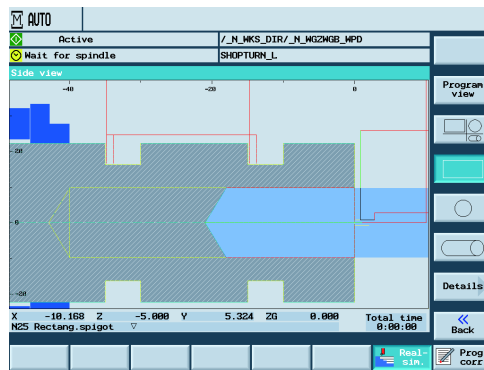 M AUTO
Active
/_N_WKS_DIR/_N_WGZWGB_WPD
Wait for spindle
SHOPTURN_L.
Side view
-40 -20 0
Program
view
-20
0
-20
Details
X -10.168 Z -5.000 Y 5.324 ZG 0.000 Total time
N25 Rectang.spigot ▽ 0:00:00
Back
Real-
sim.
Prog
corr